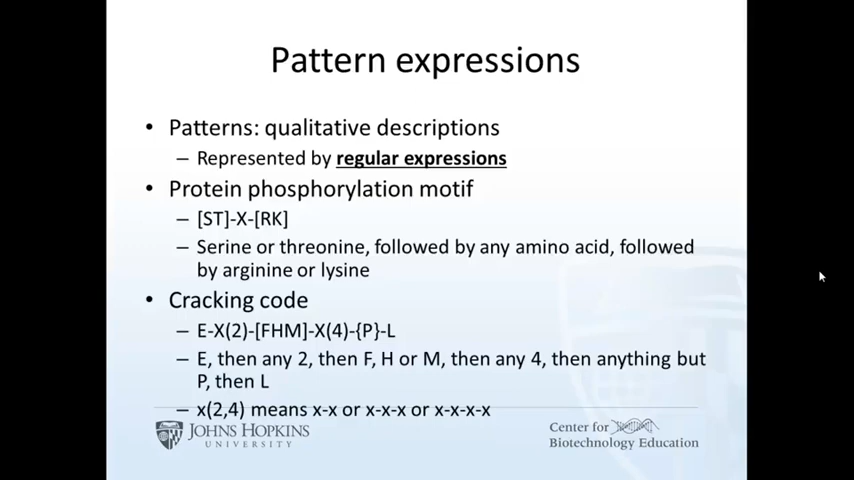 Pattern expressions
• Patterns: qualitative descriptions
– Represented by regular expressions
• Protein phosphorylation motif
– [ST]-X-[RK]
– Serine or threonine, followed by any amino acid, followed
by arginine or lysine
• Cracking code
– E-X(2)-[FHM]-X(4)-{P}-L
– E, then any 2, then F, H or M, then any 4, then anything but
P, then L
– x(2,4) means x-x or x-x-x or x-x-x-x
JOHNS HOPKINS
UNIVERSITY
Center for
Biotechnology Education